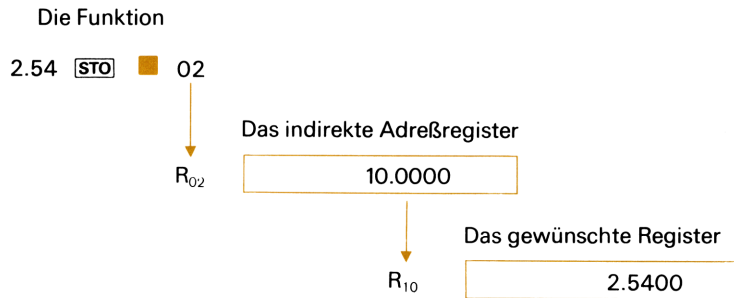 Die Funktion
2.54 STO 02
Das indirekte Adreßregister
R₀₂ 10.0000
Das gewünschte Register
R₁₀ 2.5400